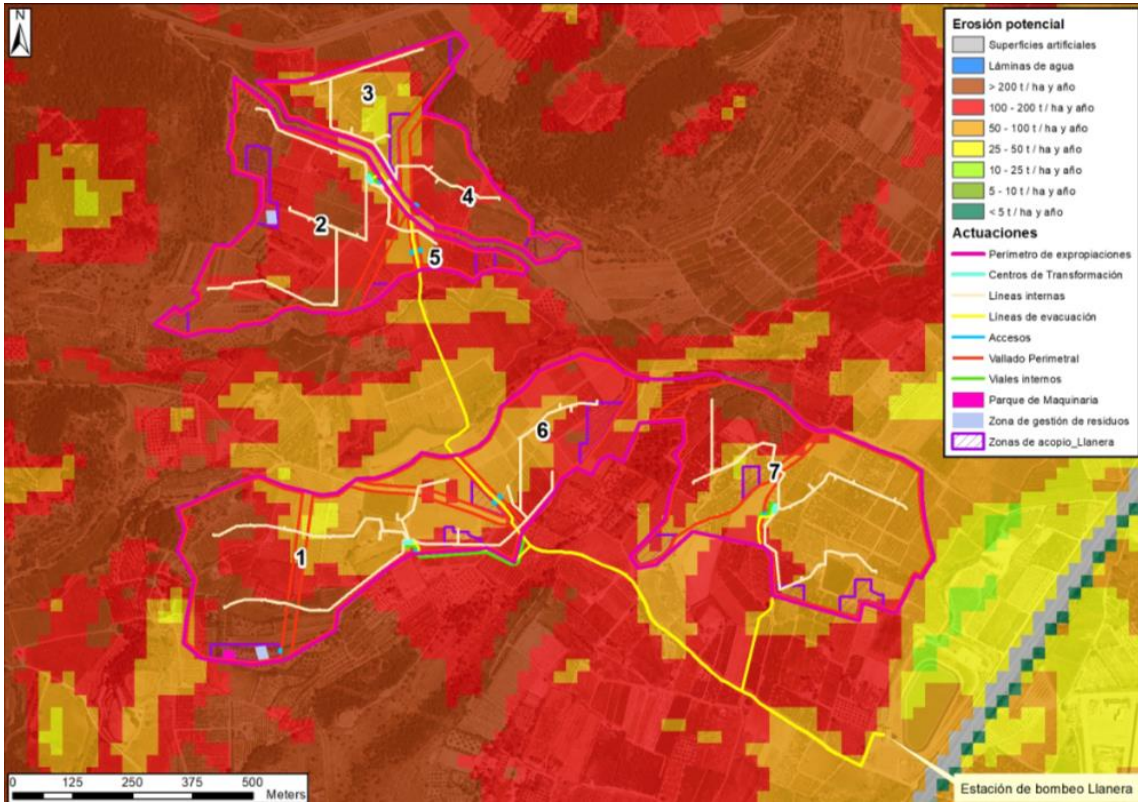 N
Erosión potencial
Superficies artificiales
Láminas de agua
> 200 t / ha y año
100 - 200 t / ha y año
50 - 100 t / ha y año
25 - 50 t / ha y año
10 - 25 t / ha y año
5 - 10 t / ha y año
< 5 t / ha y año
Actuaciones
Perímetro de expropiaciones
Centros de Transformación
Líneas internas
Líneas de evacuación
Accesos
Vallado Perimetral
Viales internos
Parque de Maquinaria
Zona de gestión de residuos
Zonas de acopio_Llanera
3
4
2
5
6
7
1
0 125 250 375 500
Meters
Estación de bombeo Llanera